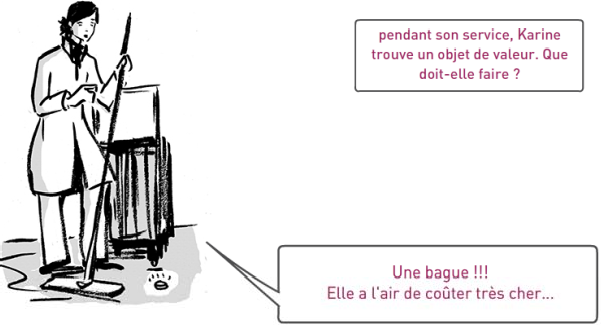 pendant son service, Karine
trouve un objet de valeur. Que
doit-elle faire ?
Une bague !!!
Elle a l'air de coûter très cher...